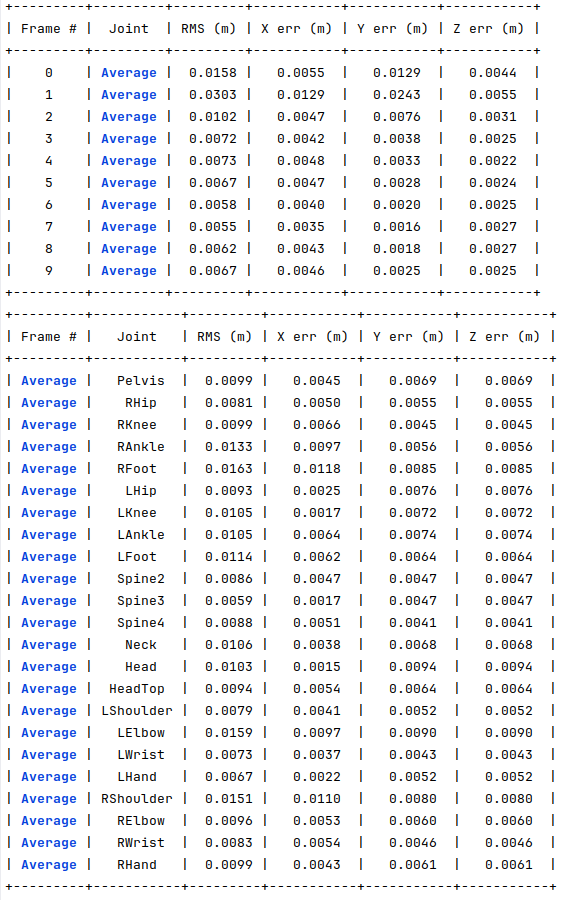 +---------+---------+----------+-----------+-----------+-----------+
| Frame # |  Joint  | RMS (m) | X err (m) | Y err (m) | Z err (m) |
+---------+---------+----------+-----------+-----------+-----------+
|    0    | Average |  0.0158 |   0.0055  |   0.0129  |   0.0044  |
|    1    | Average |  0.0303 |   0.0129  |   0.0243  |   0.0055  |
|    2    | Average |  0.0102 |   0.0047  |   0.0076  |   0.0031  |
|    3    | Average |  0.0072 |   0.0042  |   0.0038  |   0.0025  |
|    4    | Average |  0.0073 |   0.0048  |   0.0033  |   0.0022  |
|    5    | Average |  0.0067 |   0.0047  |   0.0028  |   0.0024  |
|    6    | Average |  0.0058 |   0.0040  |   0.0020  |   0.0025  |
|    7    | Average |  0.0055 |   0.0035  |   0.0016  |   0.0027  |
|    8    | Average |  0.0062 |   0.0043  |   0.0018  |   0.0027  |
|    9    | Average |  0.0067 |   0.0046  |   0.0025  |   0.0025  |
+---------+---------+----------+-----------+-----------+-----------+
+---------+-----------+---------+-----------+-----------+-----------+
| Frame # |   Joint   | RMS (m) | X err (m) | Y err (m) | Z err (m) |
+---------+-----------+---------+-----------+-----------+-----------+
| Average |   Pelvis  |  0.0099 |   0.0045  |   0.0069  |   0.0069  |
| Average |    RHip   |  0.0081 |   0.0050  |   0.0055  |   0.0055  |
| Average |   RKnee   |  0.0099 |   0.0066  |   0.0045  |   0.0045  |
| Average |   RAnkle  |  0.0133 |   0.0097  |   0.0056  |   0.0056  |
| Average |   RFoot   |  0.0163 |   0.0118  |   0.0085  |   0.0085  |
| Average |    LHip   |  0.0093 |   0.0025  |   0.0076  |   0.0076  |
| Average |   LKnee   |  0.0105 |   0.0017  |   0.0072  |   0.0072  |
| Average |   LAnkle  |  0.0105 |   0.0064  |   0.0074  |   0.0074  |
| Average |   LFoot   |  0.0114 |   0.0062  |   0.0064  |   0.0064  |
| Average |   Spine2  |  0.0086 |   0.0047  |   0.0047  |   0.0047  |
| Average |   Spine3  |  0.0059 |   0.0017  |   0.0047  |   0.0047  |
| Average |   Spine4  |  0.0088 |   0.0051  |   0.0041  |   0.0041  |
| Average |    Neck   |  0.0106 |   0.0038  |   0.0068  |   0.0068  |
| Average |    Head   |  0.0103 |   0.0015  |   0.0094  |   0.0094  |
| Average |  HeadTop  |  0.0094 |   0.0054  |   0.0064  |   0.0064  |
| Average | LShoulder |  0.0079 |   0.0041  |   0.0052  |   0.0052  |
| Average |   LElbow  |  0.0159 |   0.0097  |   0.0090  |   0.0090  |
| Average |   LWrist  |  0.0073 |   0.0037  |   0.0043  |   0.0043  |
| Average |   LHand   |  0.0067 |   0.0022  |   0.0052  |   0.0052  |
| Average | RShoulder |  0.0151 |   0.0110  |   0.0080  |   0.0080  |
| Average |   RElbow  |  0.0096 |   0.0053  |   0.0060  |   0.0060  |
| Average |   RWrist  |  0.0083 |   0.0054  |   0.0046  |   0.0046  |
| Average |   RHand   |  0.0099 |   0.0043  |   0.0061  |   0.0061  |
+---------+-----------+---------+-----------+-----------+-----------+